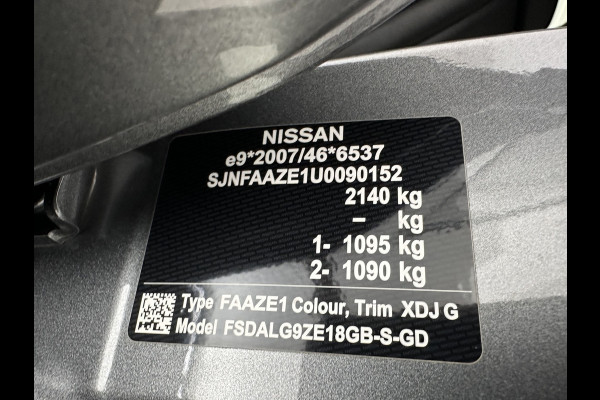 NISSAN
e9*2007/46*6537
SJNFAAZE1U0090152
2140 kg
– kg
1- 1095 kg
2- 1090 kg
Type FAAZE1 Colour, Trim XDJ G
Model FSDALG9ZE18GB-S-GD